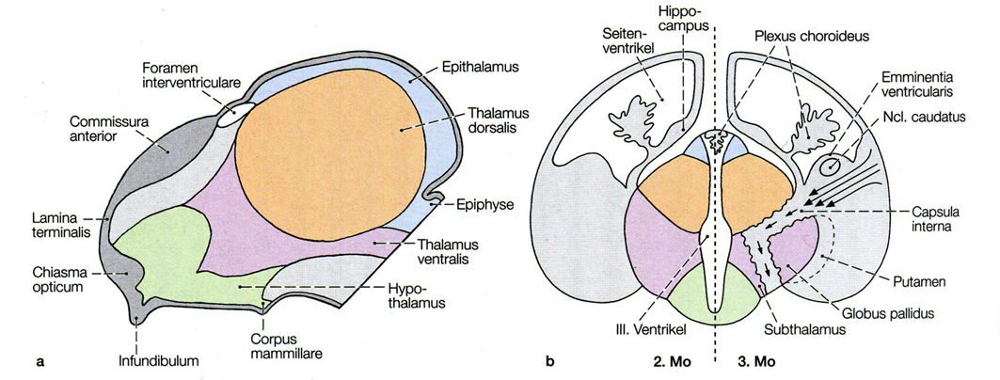 Foramen
interventriculare
Commissura
anterior
Lamina
terminalis
Chiasma
opticum
Infundibulum
Epithalamus
Thalamus
dorsalis
Epiphyse
Thalamus
ventralis
Hypo-
thalamus
Corpus
mammillare
a
Hippo-
campus
Seiten-
ventrikel
Plexus choroideus
Emminentia
ventricularis
Ncl. caudatus
Capsula
interna
Putamen
Globus pallidus
Subthalamus
III. Ventrikel
b
2. Mo
3. Mo